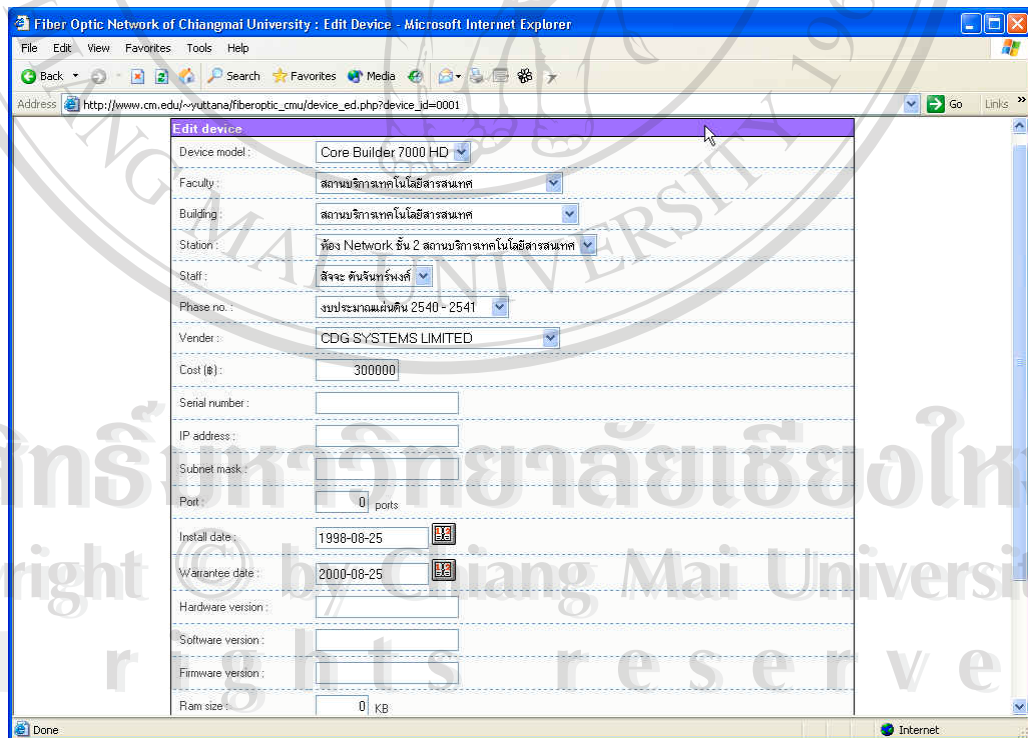 Fiber Optic Network of Chiangmai University : Edit Device - Microsoft Internet Explorer
File Edit View Favorites Tools Help
Back Search Favorites Media
Address http://www.cm.edu/~yuttana/fiberoptic_cmu/device_ed.php?device_id=0001 Go Links »
Edit device
Device model : Core Builder 7000 HD
Faculty : สถานบริการเทคโนโลยีสารสนเทศ
Building : สถานบริการเทคโนโลยีสารสนเทศ
Station : ห้อง Network ชั้น 2 สถานบริการเทคโนโลยีสารสนเทศ
Staff : สัจจะ ตันจันทร์พงศ์
Phase no. : งบประมาณแผ่นดิน 2540 - 2541
Vender : CDG SYSTEMS LIMITED
Cost (฿) : 300000
Serial number :
IP address :
Subnet mask :
Port : 0 ports
Install date : 1998-08-25
Warrantee date : 2000-08-25
Hardware version :
Software version :
Firmware version :
Ram size : 0 KB
Done Internet
ANG MAI UNIVERSITY 19
สิทธิ์มหาวิทยาลัยเชียงให
right © by Chiang Mai Universi
r i g h t s r e s e r v e